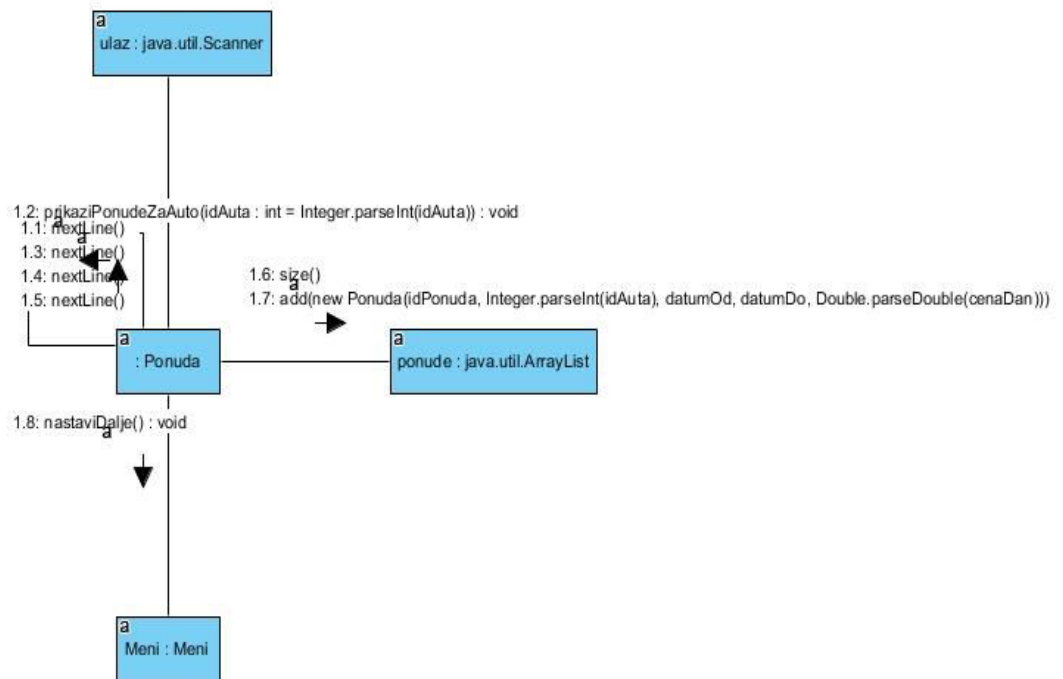 a
ulaz : java.util.Scanner
1.2: prikaziPonudeZaAuto(idAuta : int = Integer.parseInt(idAuta)) : void
a
1.1: nextLine()
a
1.3: nextLine()
1.4: nextLine()
1.5: nextLine()
1.6: size()
a
1.7: add(new Ponuda(idPonuda, Integer.parseInt(idAuta), datumOd, datumDo, Double.parseDouble(cenaDan)))
a
: Ponuda
a
ponude : java.util.ArrayList
1.8: nastaviDalje() : void
a
a
Meni : Meni